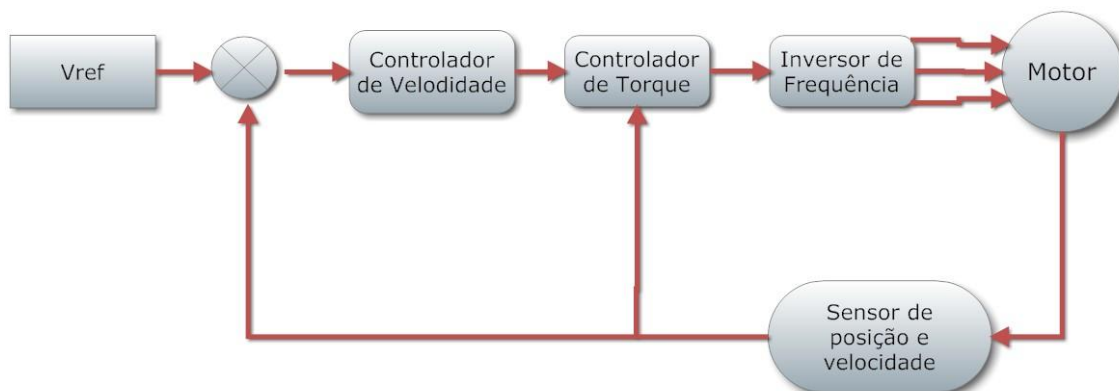 Vref
Controlador
de Velodidade
Controlador
de Torque
Inversor de
Frequência
Motor
Sensor de
posição e
velocidade